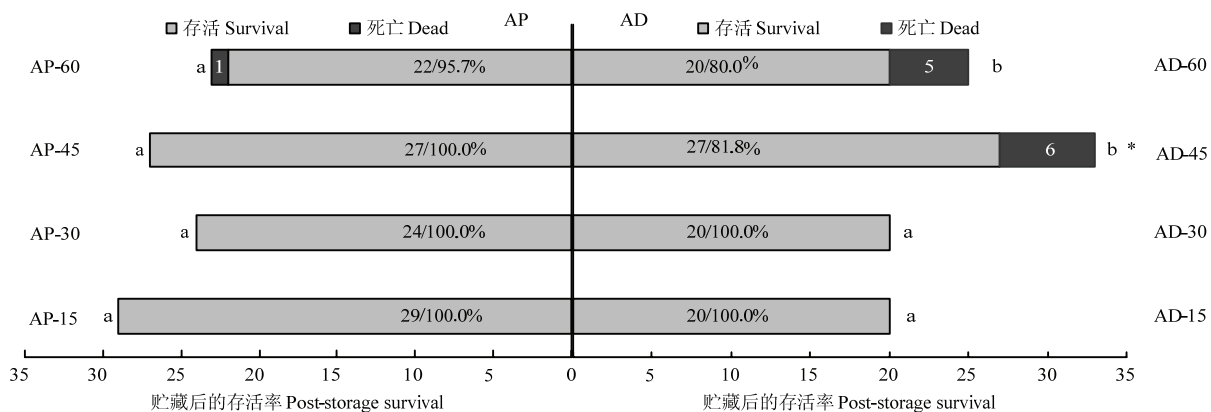 AP AD
存活 Survival 死亡 Dead 存活 Survival 死亡 Dead
AP-60 a 1 22/95.7% 20/80.0% 5 b AD-60
AP-45 a 27/100.0% 27/81.8% 6 b * AD-45
AP-30 a 24/100.0% 20/100.0% a AD-30
AP-15 a 29/100.0% 20/100.0% a AD-15
35 30 25 20 15 10 5 0 5 10 15 20 25 30 35
贮藏后的存活率 Post-storage survival 贮藏后的存活率 Post-storage survival